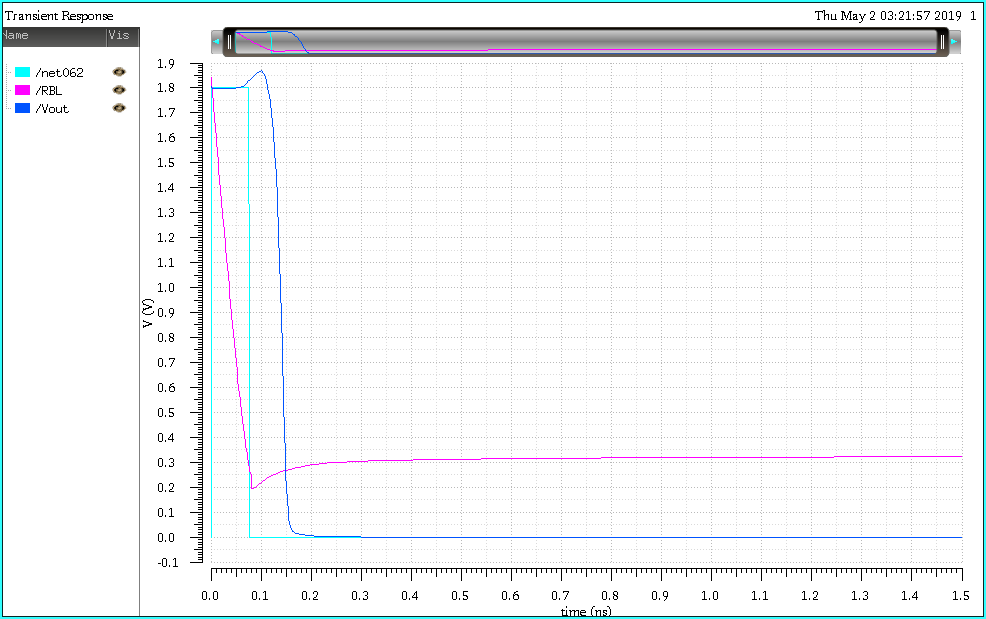 Transient Response
Thu May 2 03:21:57 2019 1
Name Vis
/net062
/RBL
/Vout
1.9
1.8
1.7
1.6
1.5
1.4
1.3
1.2
1.1
1.0
0.9
0.8
0.7
0.6
0.5
0.4
0.3
0.2
0.1
0.0
-0.1
V (V)
0.0 0.1 0.2 0.3 0.4 0.5 0.6 0.7 0.8 0.9 1.0 1.1 1.2 1.3 1.4 1.5
time (ns)